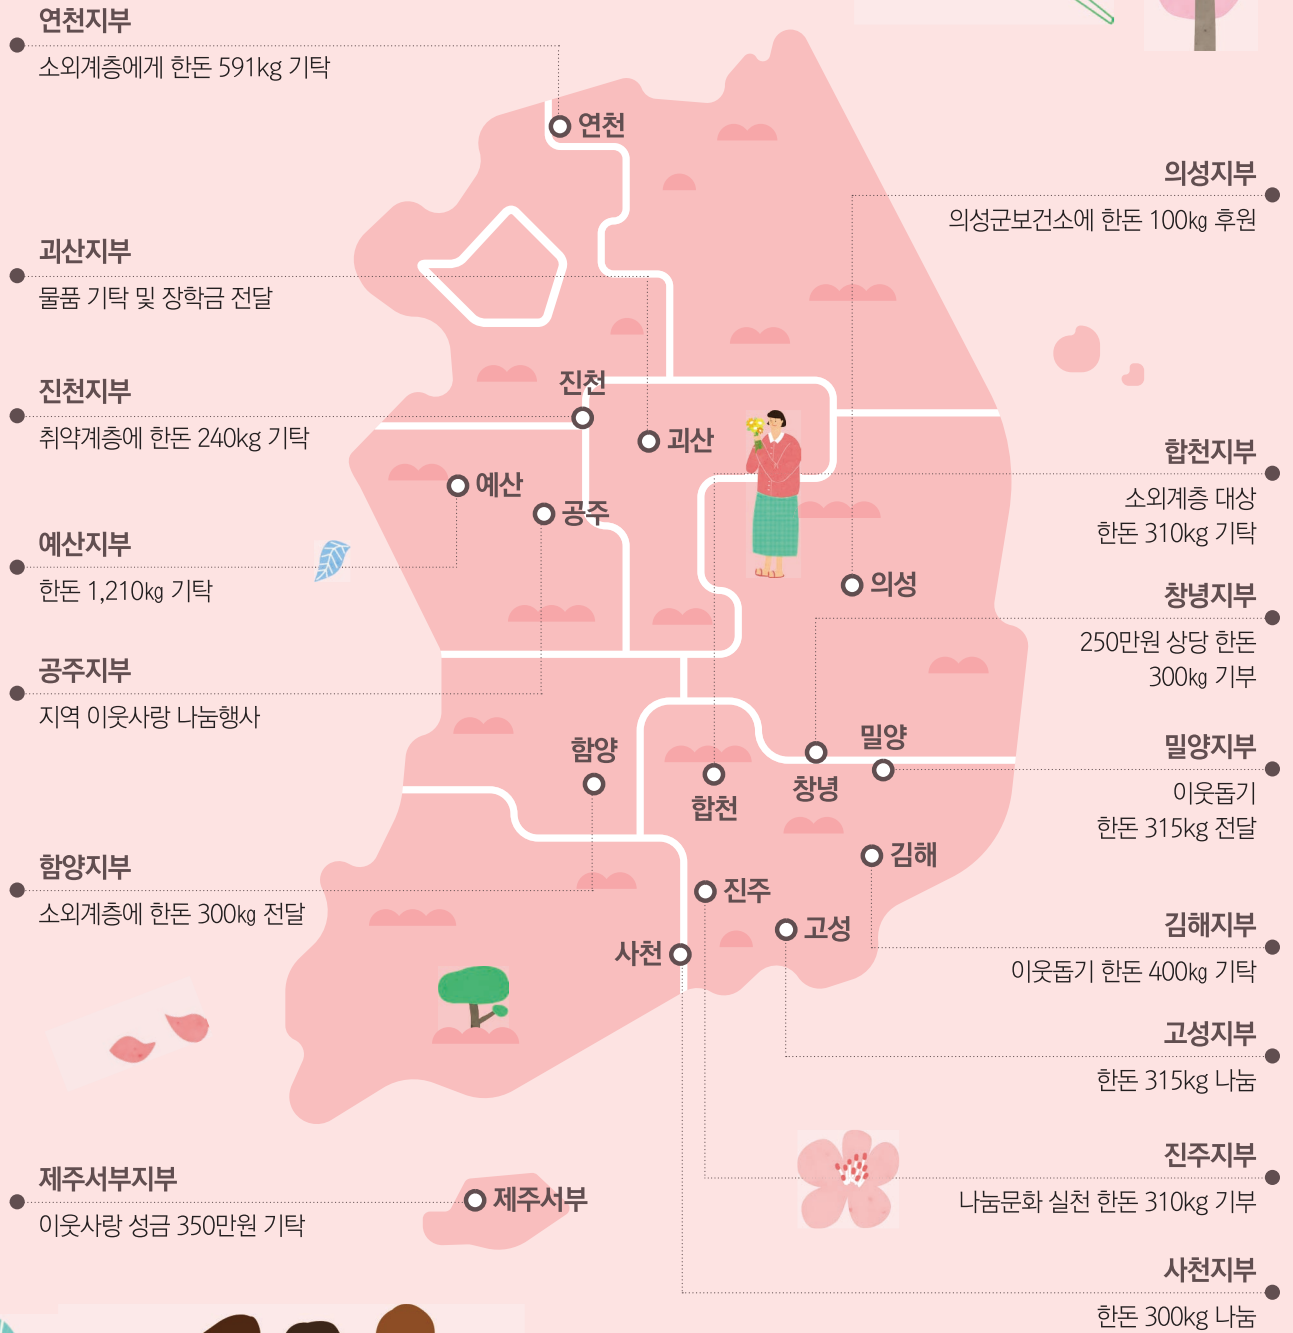 연천지부
소외계층에게 한돈 591kg 기탁
괴산지부
물품 기탁 및 장학금 전달
진천지부
취약계층에 한돈 240kg 기탁
예산지부
한돈 1,210kg 기탁
공주지부
지역 이웃사랑 나눔행사
함양지부
소외계층에 한돈 300kg 전달
제주서부지부
이웃사랑 성금 350만원 기탁
연천
진천
괴산
예산
공주
의성
함양
합천
창녕
밀양
김해
진주
고성
사천
제주서부
의성지부
의성군보건소에 한돈 100kg 후원
합천지부
소외계층 대상
한돈 310kg 기탁
창녕지부
250만원 상당 한돈
300kg 기부
밀양지부
이웃돕기
한돈 315kg 전달
김해지부
이웃돕기 한돈 400kg 기탁
고성지부
한돈 315kg 나눔
진주지부
나눔문화 실천 한돈 310kg 기부
사천지부
한돈 300kg 나눔